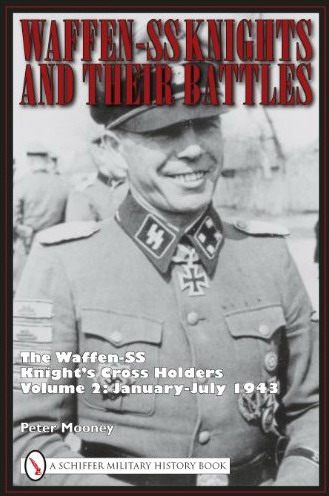 WAFFEN-SS KNIGHTS
AND THEIR BATTLES
The Waffen-SS
Knight's Cross Holders
Volume 2: January-July 1943
Peter Mooney
A SCHIFFER MILITARY HISTORY BOOK